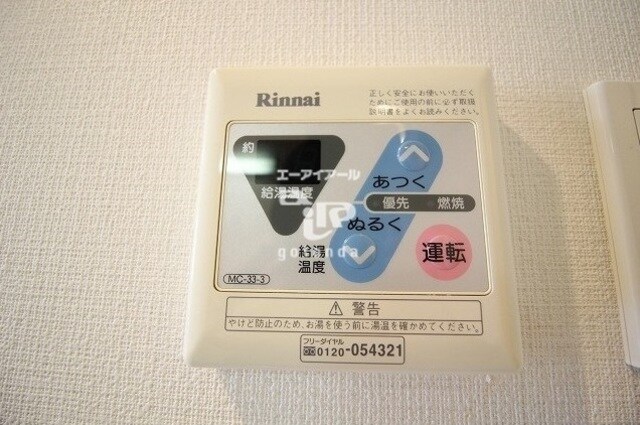 Rinnai
正しく安全にお使いいただく
ためにご使用の前に必ず取扱
説明書をよくお読みください。
約
エーアイアール
給湯温度
あつく
優先 燃焼
ぬるく
給湯
温度
運転
MC-33-3
⚠ 警告
やけど防止のため、お湯を使う前に湯温を確かめてください。
フリーダイヤル
0120-054321